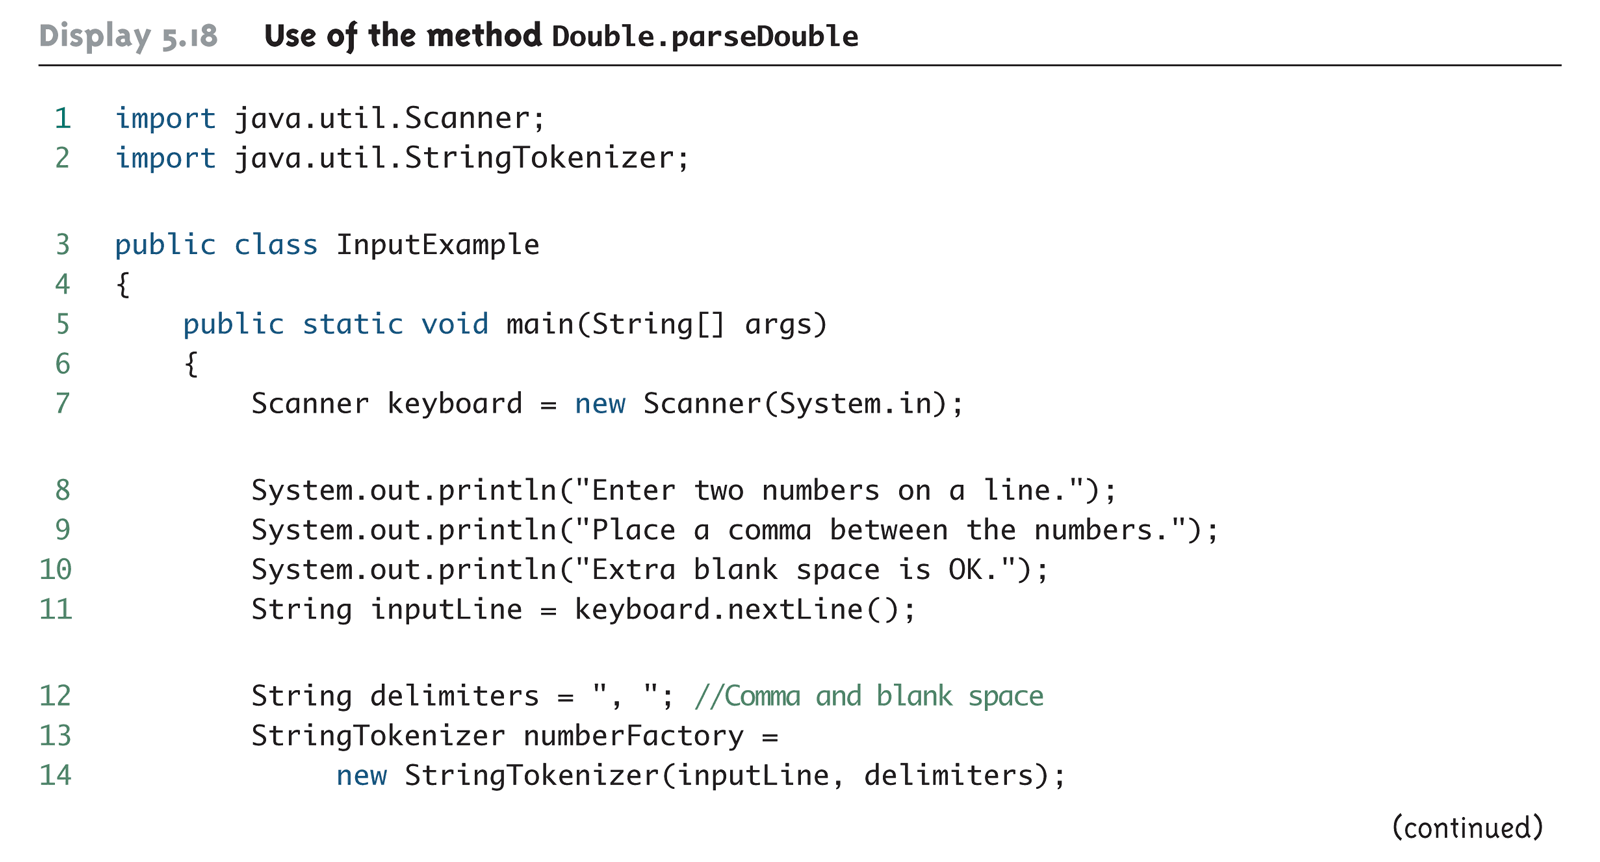 Display 5.18 Use of the method Double.parseDouble
1 import java.util.Scanner;
2 import java.util.StringTokenizer;
3 public class InputExample
4 {
5 public static void main(String[] args)
6 {
7 Scanner keyboard = new Scanner(System.in);
8 System.out.println("Enter two numbers on a line.");
9 System.out.println("Place a comma between the numbers.");
10 System.out.println("Extra blank space is OK.");
11 String inputLine = keyboard.nextLine();
12 String delimiters = ", "; //Comma and blank space
13 StringTokenizer numberFactory =
14 new StringTokenizer(inputLine, delimiters);
(continued)